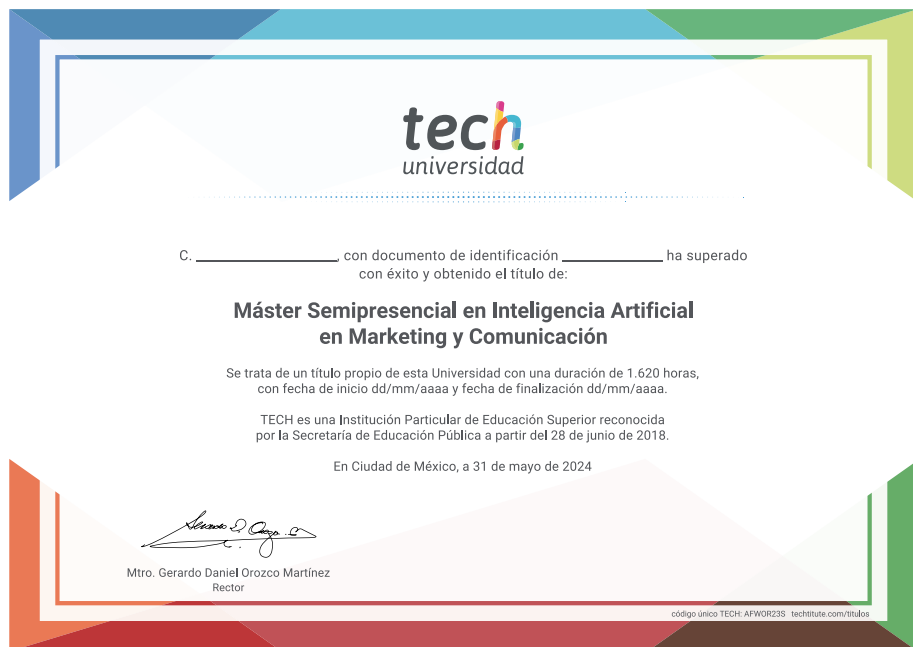 tech
universidad
C. ____________________, con documento de identificación ______________ ha superado
con éxito y obtenido el título de:
Máster Semipresencial en Inteligencia Artificial
en Marketing y Comunicación
Se trata de un título propio de esta Universidad con una duración de 1.620 horas,
con fecha de inicio dd/mm/aaaa y fecha de finalización dd/mm/aaaa.
TECH es una Institución Particular de Educación Superior reconocida
por la Secretaría de Educación Pública a partir del 28 de junio de 2018.
En Ciudad de México, a 31 de mayo de 2024
Mtro. Gerardo Daniel Orozco Martínez
Rector
código único TECH: AFWOR23S techtitute.com/titulos